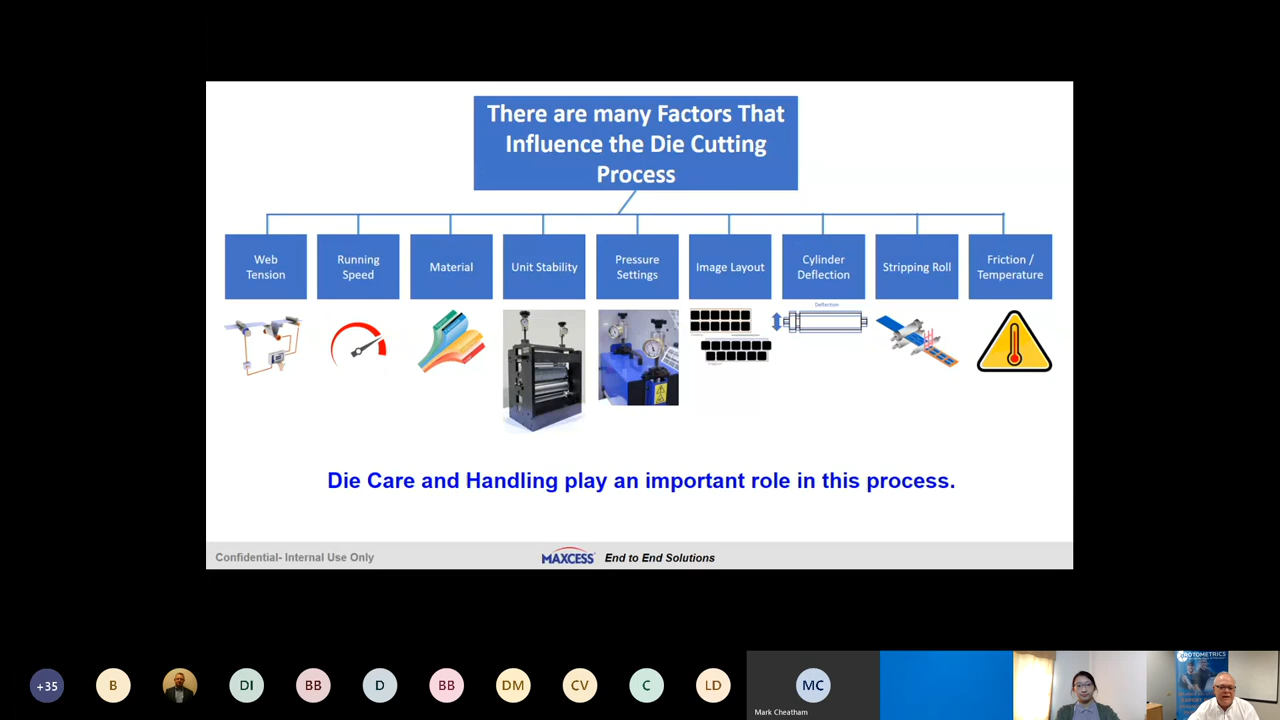 There are many Factors That
Influence the Die Cutting
Process
Web
Tension
Running
Speed
Material
Unit Stability
Pressure
Settings
Image Layout
Cylinder
Deflection
Stripping Roll
Friction /
Temperature
Deflection
Die Care and Handling play an important role in this process.
Confidential- Internal Use Only
MAXCESS
End to End Solutions
+35
B
DI
BB
D
BB
DM
CV
C
LD
MC
Mark Cheatham
ROTOMETRICS